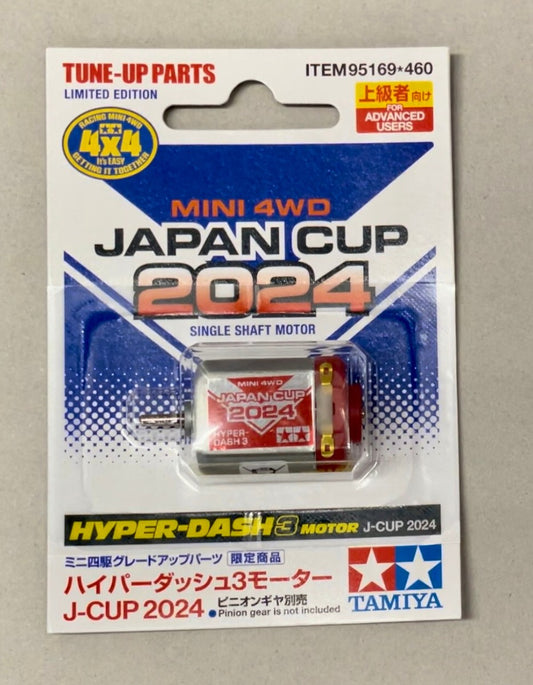 TUNE-UP PARTS
ITEM95169*460
LIMITED EDITION
上級者向け
FOR
ADVANCED
USERS
RACING MINI 4WD
4x4
It's EASY
GETTING IT TOGETHER
MINI 4WD
JAPAN CUP
2024
SINGLE SHAFT MOTOR
MINI 4WD
JAPAN CUP
2024
HYPER-
DASH 3
HYPER-DASH3 MOTOR J-CUP 2024
ミニ四駆グレードアップパーツ 限定商品
ハイパーダッシュ3モーター
J-CUP 2024 ピニオンギヤ別売
●Pinion gear is not included
TAMIYA